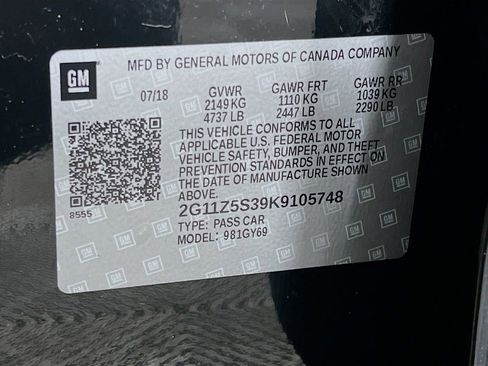 MFD BY GENERAL MOTORS OF CANADA COMPANY
GM
07/18 GVWR GAWR FRT GAWR RR
2149 KG 1110 KG 1039 KG
4737 LB 2447 LB 2290 LB
THIS VEHICLE CONFORMS TO ALL
APPLICABLE U.S. FEDERAL MOTOR
VEHICLE SAFETY, BUMPER, AND THEFT
PREVENTION STANDARDS IN EFFECT ON
THE DATE OF MANUFACTURE SHOWN
ABOVE.
8555
2G11Z5S39K9105748
TYPE: PASS CAR
MODEL: 981GY69